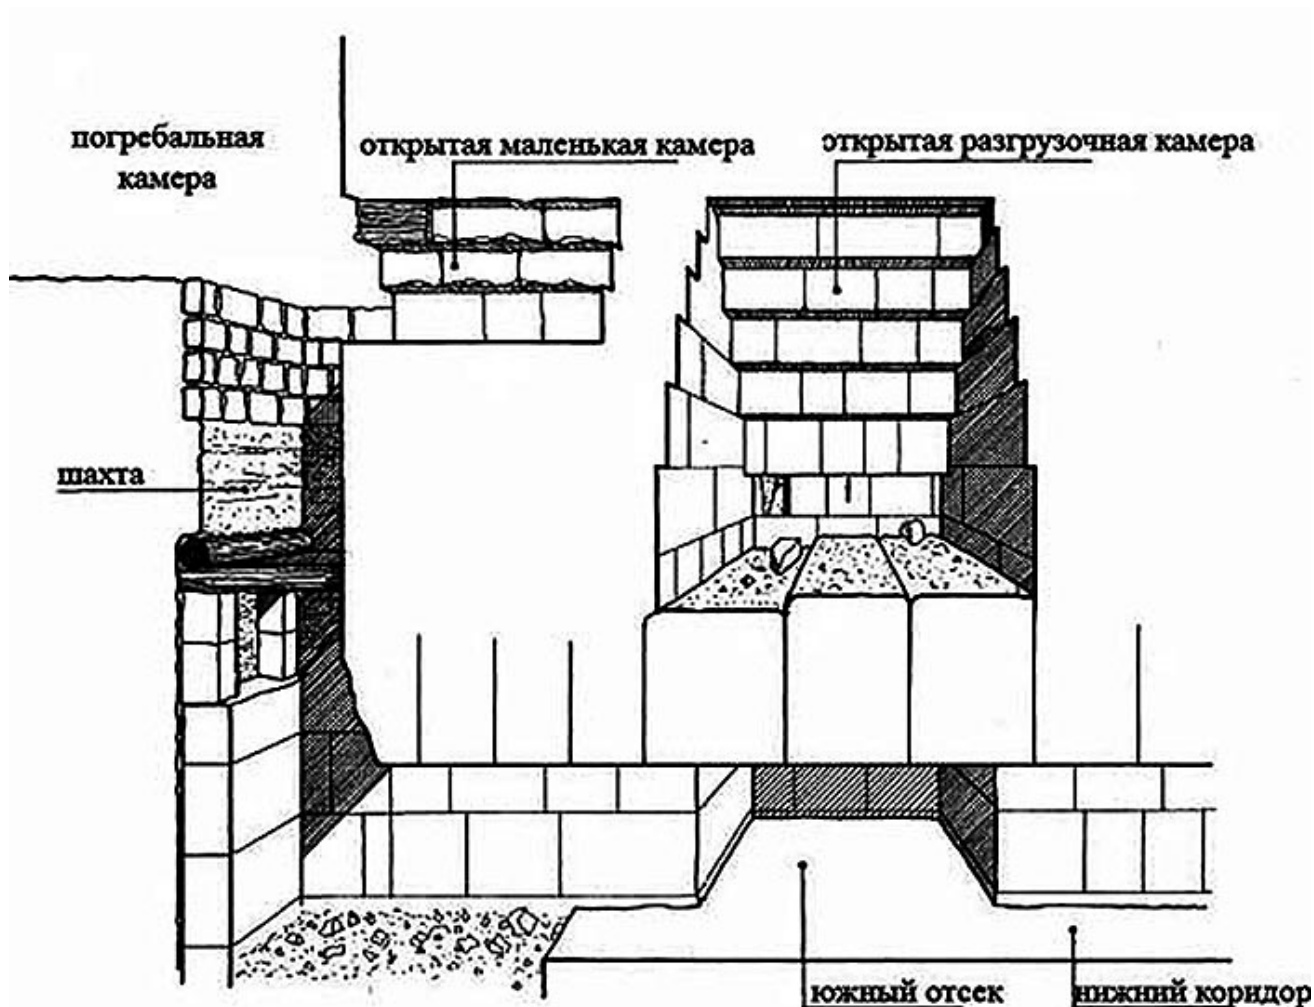 погребальная
камера
открытая маленькая камера
открытая разгрузочная камера
шахта
южный отсек
нижний коридор